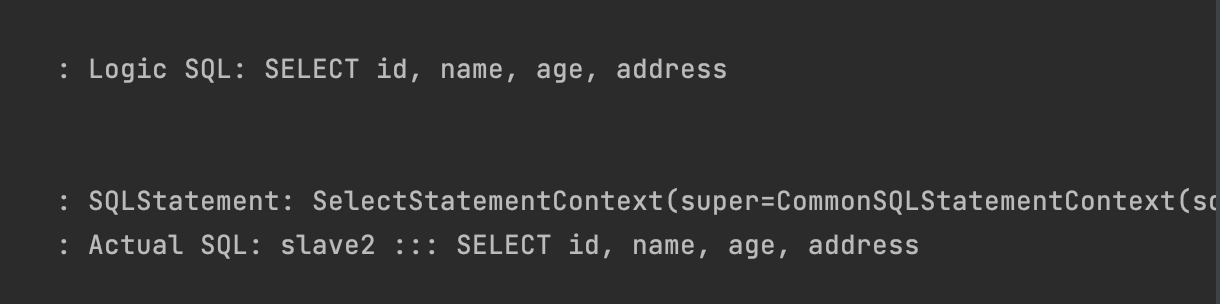 : Logic SQL: SELECT id, name, age, address
: SQLStatement: SelectStatementContext(super=CommonSQLStatementContext(
: Actual SQL: slave2 ::: SELECT id, name, age, address